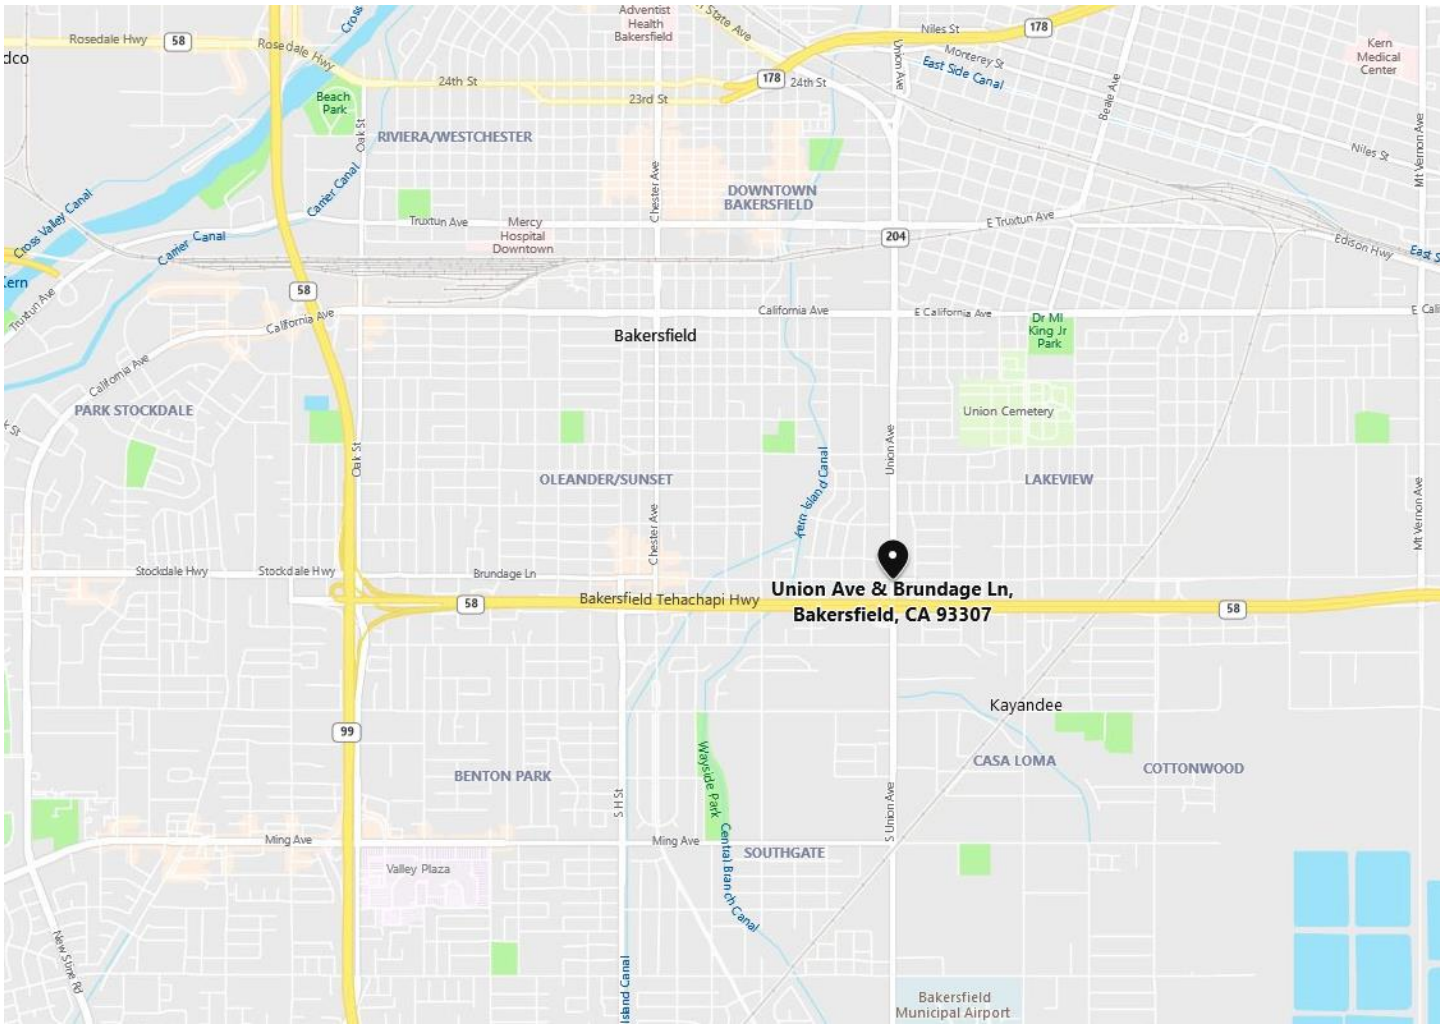 Adventist
Health
Bakersfield
State Ave
Cross
Niles St
178
Rosedale Hwy
58
Rosedale Hwy
Union Ave
Monterey St
East Side Canal
Kern
Medical
Center
dco
24th St
178
24th St
23rd St
Beach
Park
Beale Ave
Oak St
RIVIERA/WESTCHESTER
Niles St
Mt Vernon Ave
Carrier Canal
Chester Ave
DOWNTOWN
BAKERSFIELD
Cross Valley Canal
Truxtun Ave
Mercy
Hospital
Downtown
E Truxtun Ave
204
Carrier Canal
Edison Hwy
East S
Kern
58
Truxtun Ave
California Ave
California Ave
E California Ave
E Cali
Dr Ml
King Jr
Park
Bakersfield
California Ave
PARK STOCKDALE
Union Cemetery
k St
Oak St
Union Ave
Kern Island Canal
OLEANDER/SUNSET
LAKEVIEW
Chester Ave
Mt Vernon Ave
Stockdale Hwy
Stockdale Hwy
Brundage Ln
Union Ave & Brundage Ln,
Bakersfield, CA 93307
58
Bakersfield Tehachapi Hwy
58
Kayandee
99
Wayside Park
CASA LOMA
COTTONWOOD
BENTON PARK
S H St
S Union Ave
Ming Ave
Ming Ave
SOUTHGATE
Valley Plaza
Central Branch Canal
New Stine Rd
Island Canal
Bakersfield
Municipal Airport